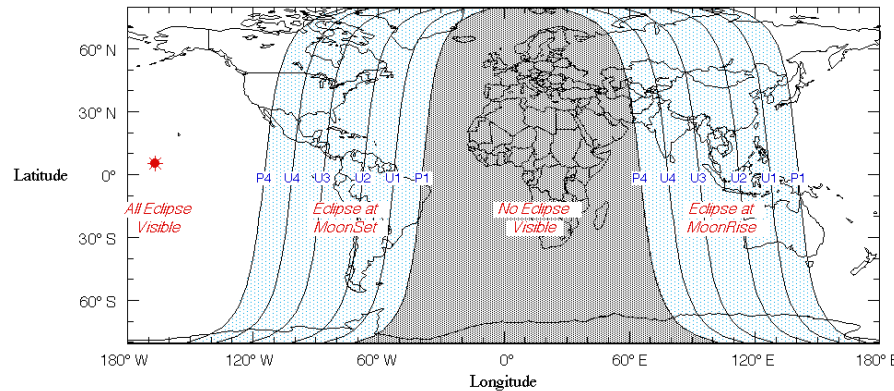 60° N
30° N
Latitude
0°
30° S
60° S
P4 U4 U3 U2 U1 P1
P4 U4 U3 U2 U1 P1
All Eclipse
Visible
Eclipse at
MoonSet
No Eclipse
Visible
Eclipse at
MoonRise
180° W 120° W 60° W 0° 60° E 120° E 180° E
Longitude